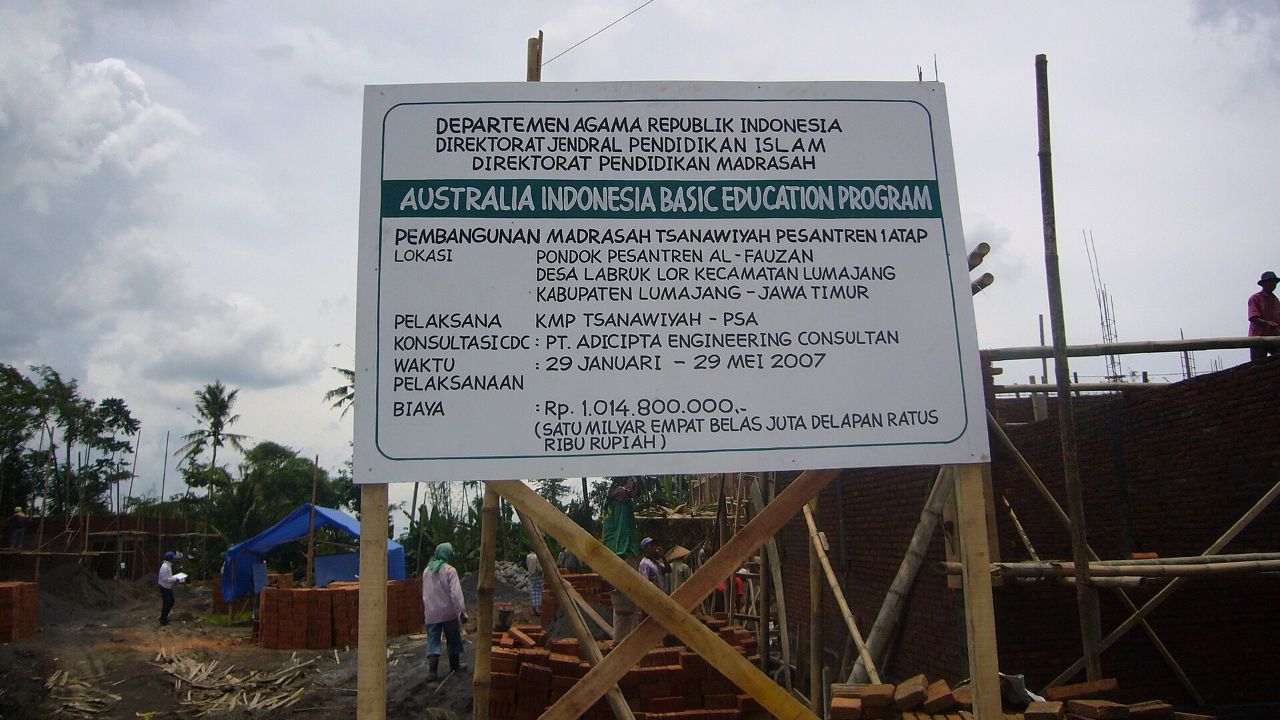 DEPARTEMEN AGAMA REPUBLIK INDONESIA
DIREKTORAT JENDRAL PENDIDIKAN ISLAM
DIREKTORAT PENDIDIKAN MADRASAH
AUSTRALIA INDONESIA BASIC EDUCATION PROGRAM
PEMBANGUNAN MADRASAH TSANAWIYAH PESANTREN 1 ATAP
LOKASI PONDOK PESANTREN AL-FAUZAN
DESA LABRUK LOR KECAMATAN LUMAJANG
KABUPATEN LUMAJANG - JAWA TIMUR
PELAKSANA KMP TSANAWIYAH - PSA
KONSULTASI CDC : PT. ADICIPTA ENGINEERING CONSULTAN
WAKTU : 29 JANUARI - 29 MEI 2007
PELAKSANAAN
BIAYA : Rp. 1.014.800.000,-
(SATU MILYAR EMPAT BELAS JUTA DELAPAN RATUS
RIBU RUPIAH)